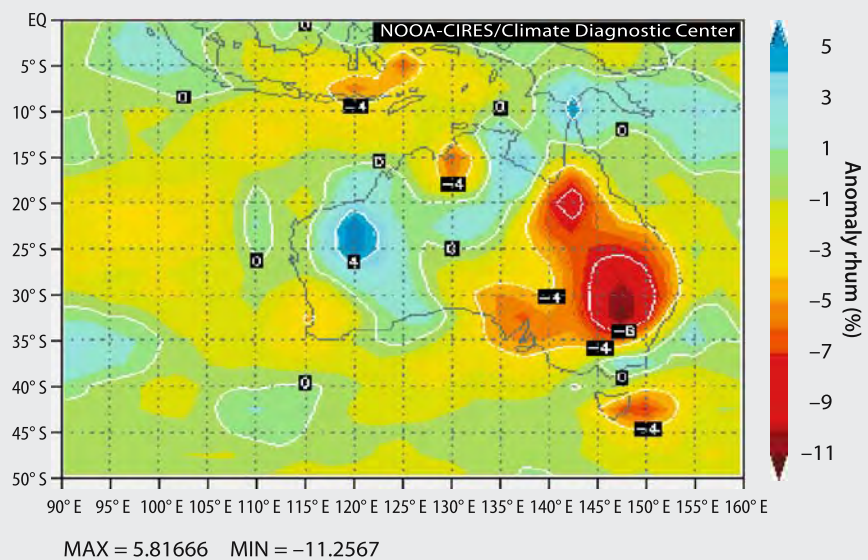 NOOA-CIRES/Climate Diagnostic Center
EQ
5° S
10° S
15° S
20° S
25° S
30° S
35° S
40° S
45° S
50° S
0
0
-4
0
0
0
-4
0
4
0
-4
-6
-4
0
0
-4
90° E 95° E 100° E 105° E 110° E 115° E 120° E 125° E 130° E 135° E 140° E 145° E 150° E 155° E 160° E
5
3
1
−1
−3
−5
−7
−9
−11
Anomaly rhum (%)
MAX = 5.81666 MIN = –11.2567